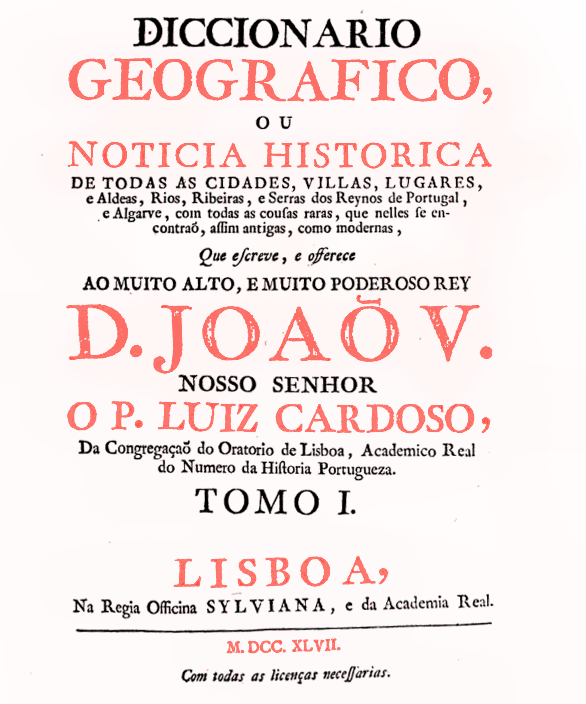 DICCIONARIO
GEOGRAFICO,
OU
NOTICIA HISTORICA
DE TODAS AS CIDADES, VILLAS, LUGARES,
e Aldeas, Rios, Ribeiras, e Serras dos Reynos de Portugal,
e Algarve, com todas as cousas raras, que nelles se en-
contraõ, assim antigas, como modernas,
Que escreve, e offerece
AO MUITO ALTO, E MUITO PODEROSO REY
D. JOAÕ V.
NOSSO SENHOR
O P. LUIZ CARDOSO,
Da Congregaçaõ do Oratorio de Lisboa, Academico Real
do Numero da Historia Portugueza.
TOMO I.
LISBOA,
Na Regia Officina SYLVIANA, e da Academia Real.
M. DCC. XLVII.
Com todas as licenças necessarias.